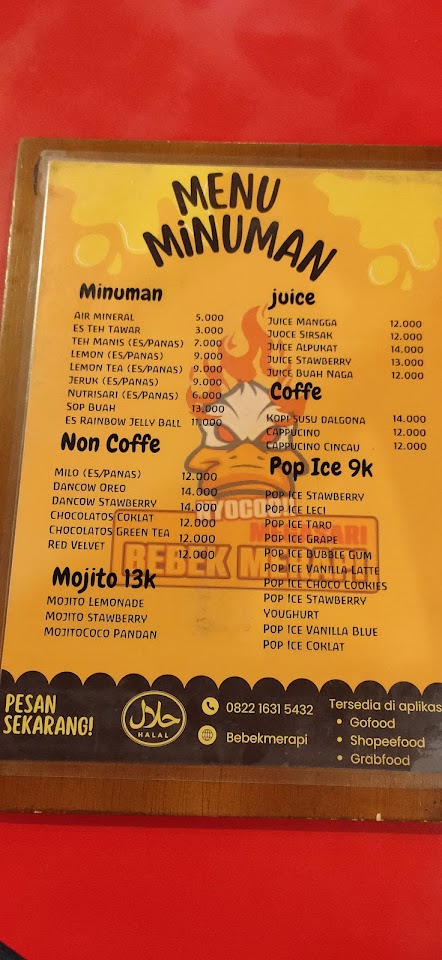 MENU
MiNUMAN
Minuman
AIR MINERAL 5.000
ES TEH TAWAR 3.000
TEH MANIS (ES/PANAS) 7.000
LEMON (ES/PANAS) 9.000
LEMON TEA (ES/PANAS) 9.000
JERUK (ES/PANAS) 9.000
NUTRISARI (ES/PANAS) 6.000
SOP BUAH 13.000
ES RAINBOW JELLY BALL 11.000
Non Coffe
MILO (ES/PANAS) 12.000
DANCOW OREO 14.000
DANCOW STAWBERRY 14.000
CHOCOLATOS COKLAT 12.000
CHOCOLATOS GREEN TEA 12.000
RED VELVET 12.000
Mojito 13k
MOJITO LEMONADE
MOJITO STAWBERRY
MOJITOCOCO PANDAN
juice
JUICE MANGGA 12.000
JUOCE SIRSAK 12.000
JUICE ALPUKAT 14.000
JUICE STAWBERRY 13.000
JUICE BUAH NAGA 12.000
Coffe
KOPI SUSU DALGONA 14.000
CAPPUCINO 12.000
CAPPUCINO CINCAU 12.000
Pop Ice 9k
POP ICE STAWBERRY
POP ICE LECI
POP ICE TARO
POP ICE GRAPE
POP ICE BUBBLE GUM
POP ICE VANILLA LATTE
POP ICE CHOCO COOKIES
POP ICE STAWBERRY
YOUGHURT
POP ICE VANILLA BLUE
POP ICE COKLAT
BEBEK MERAPI
PESAN
SEKARANG!
حلال
HALAL
0822 1631 5432
Bebekmerapi
Tersedia di aplikas
• Gofood
• Shopeefood
• Grabfood